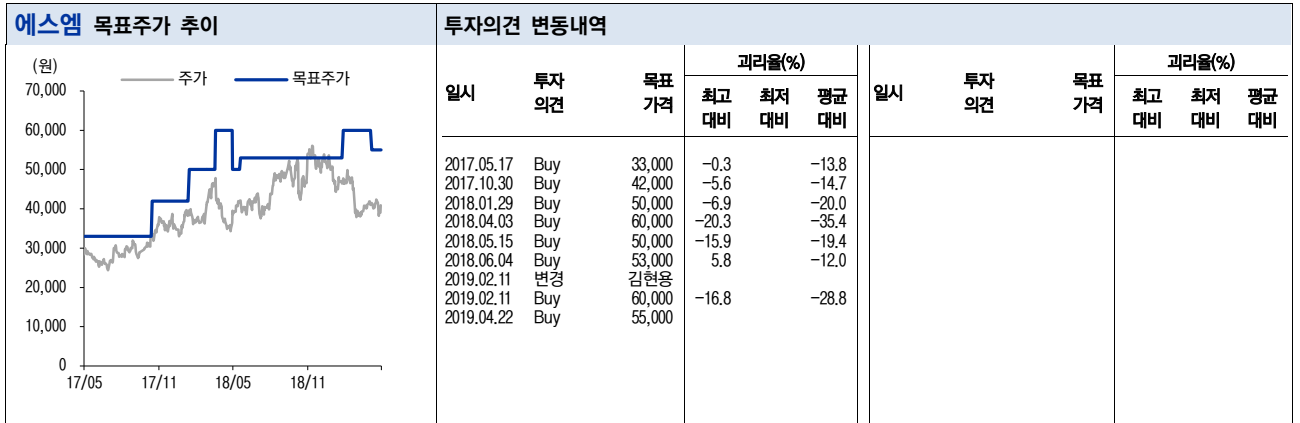 에스엠 목표주가 추이
(원)
주가 목표주가
70,000
60,000
50,000
40,000
30,000
20,000
10,000
0
17/05 17/11 18/05 18/11
투자의견 변동내역
일시 투자의견 목표가격 괴리율(%)
최고대비 최저대비 평균대비
2017.05.17 Buy 33,000 -0.3 -13.8
2017.10.30 Buy 42,000 -5.6 -14.7
2018.01.29 Buy 50,000 -6.9 -20.0
2018.04.03 Buy 60,000 -20.3 -35.4
2018.05.15 Buy 50,000 -15.9 -19.4
2018.06.04 Buy 53,000 5.8 -12.0
2019.02.11 변경 김현용
2019.02.11 Buy 60,000 -16.8 -28.8
2019.04.22 Buy 55,000
일시 투자의견 목표가격 괴리율(%)
최고대비 최저대비 평균대비